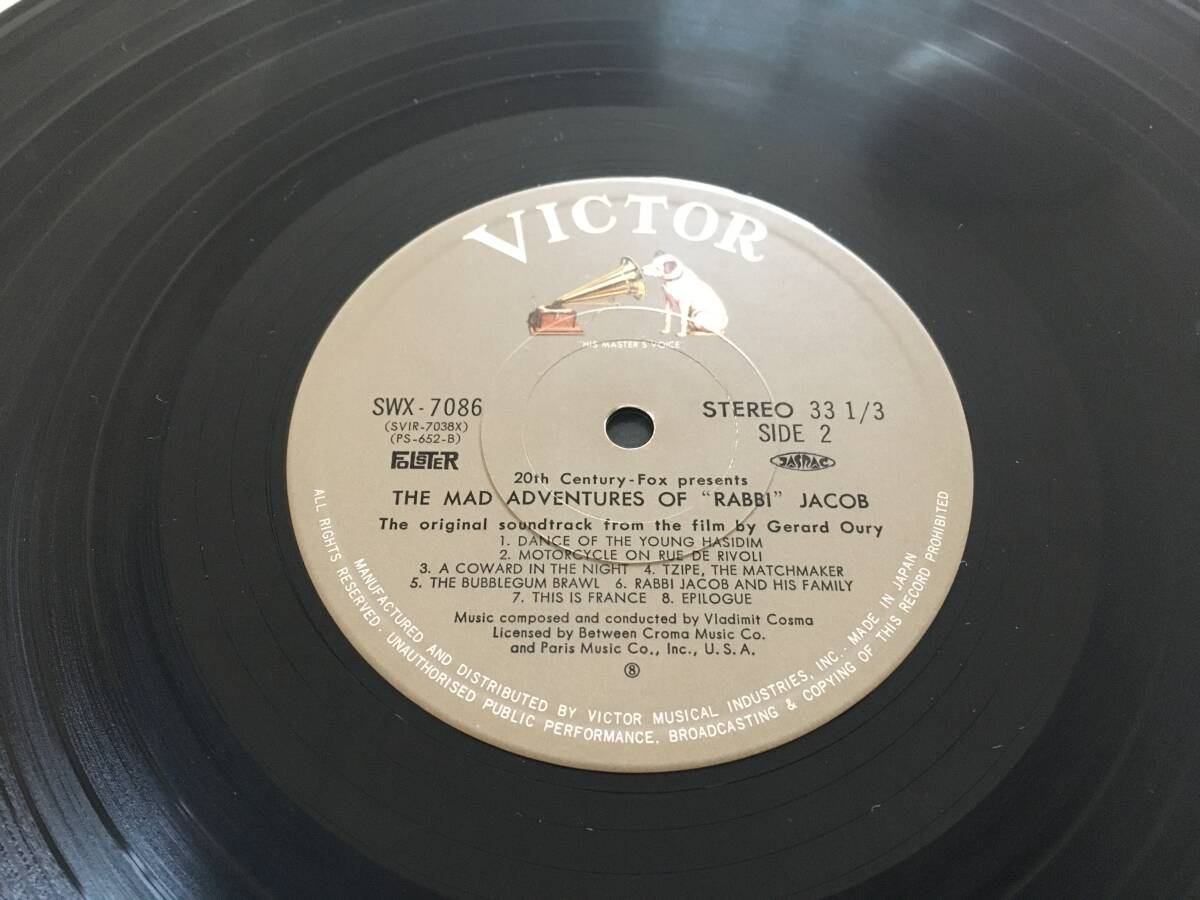 VICTOR
"HIS MASTER'S VOICE"
SWX-7086
(SVIR-7038X)
(PS-652-B)
FOLSTER
STEREO 33 1/3
SIDE 2
JASRAC
20th Century-Fox presents
THE MAD ADVENTURES OF "RABBI" JACOB
The original soundtrack from the film by Gerard Oury
1. DANCE OF THE YOUNG HASIDIM
2. MOTORCYCLE ON RUE DE RIVOLI
3. A COWARD IN THE NIGHT 4. TZIPE, THE MATCHMAKER
5. THE BUBBLEGUM BRAWL 6. RABBI JACOB AND HIS FAMILY
7. THIS IS FRANCE 8. EPILOGUE
Music composed and conducted by Vladimit Cosma
Licensed by Between Croma Music Co.
and Paris Music Co., Inc., U.S.A.
⑧
MANUFACTURED AND DISTRIBUTED BY VICTOR MUSICAL INDUSTRIES, INC. · MADE IN JAPAN
ALL RIGHTS RESERVED · UNAUTHORISED PUBLIC PERFORMANCE, BROADCASTING & COPYING OF THIS RECORD PROHIBITED